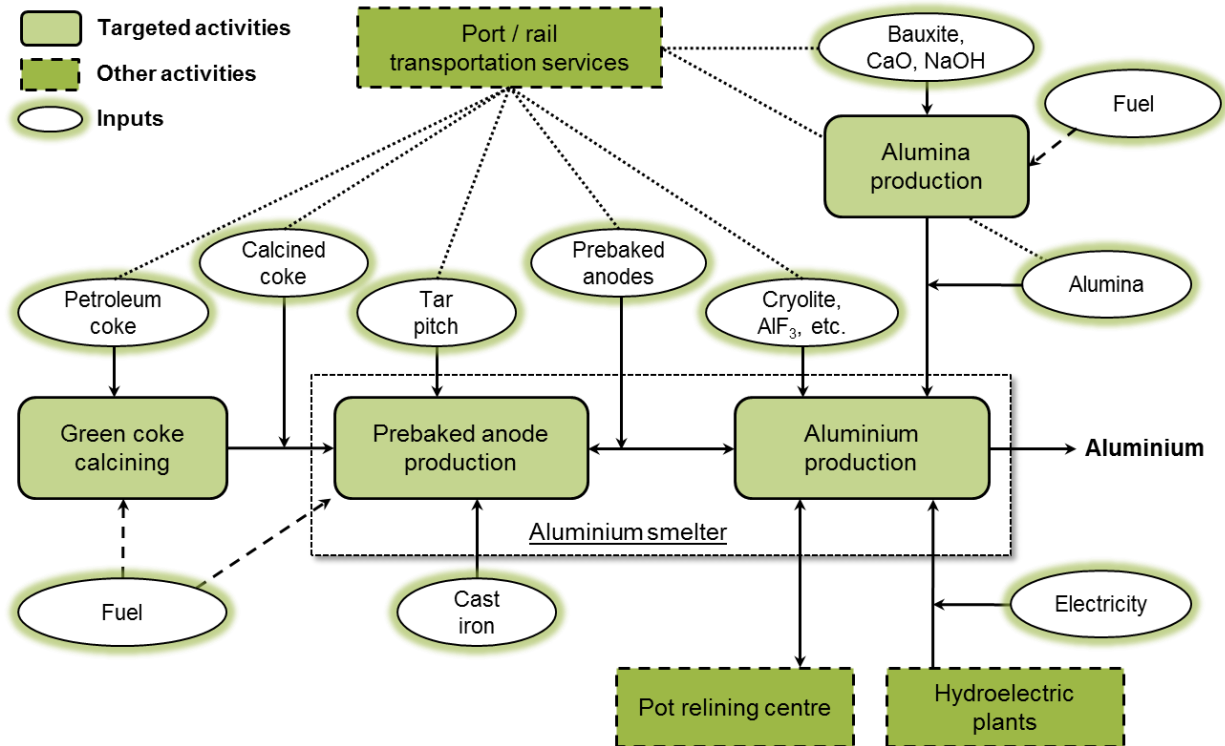 Targeted activities
Other activities
Inputs
Port / rail
transportation services
Bauxite,
CaO, NaOH
Fuel
Alumina
production
Calcined
coke
Prebaked
anodes
Petroleum
coke
Tar
pitch
Cryolite,
AlF₃, etc.
Alumina
Green coke
calcining
Prebaked anode
production
Aluminium
production
Aluminium
Aluminium smelter
Fuel
Cast
iron
Electricity
Pot relining centre
Hydroelectric
plants